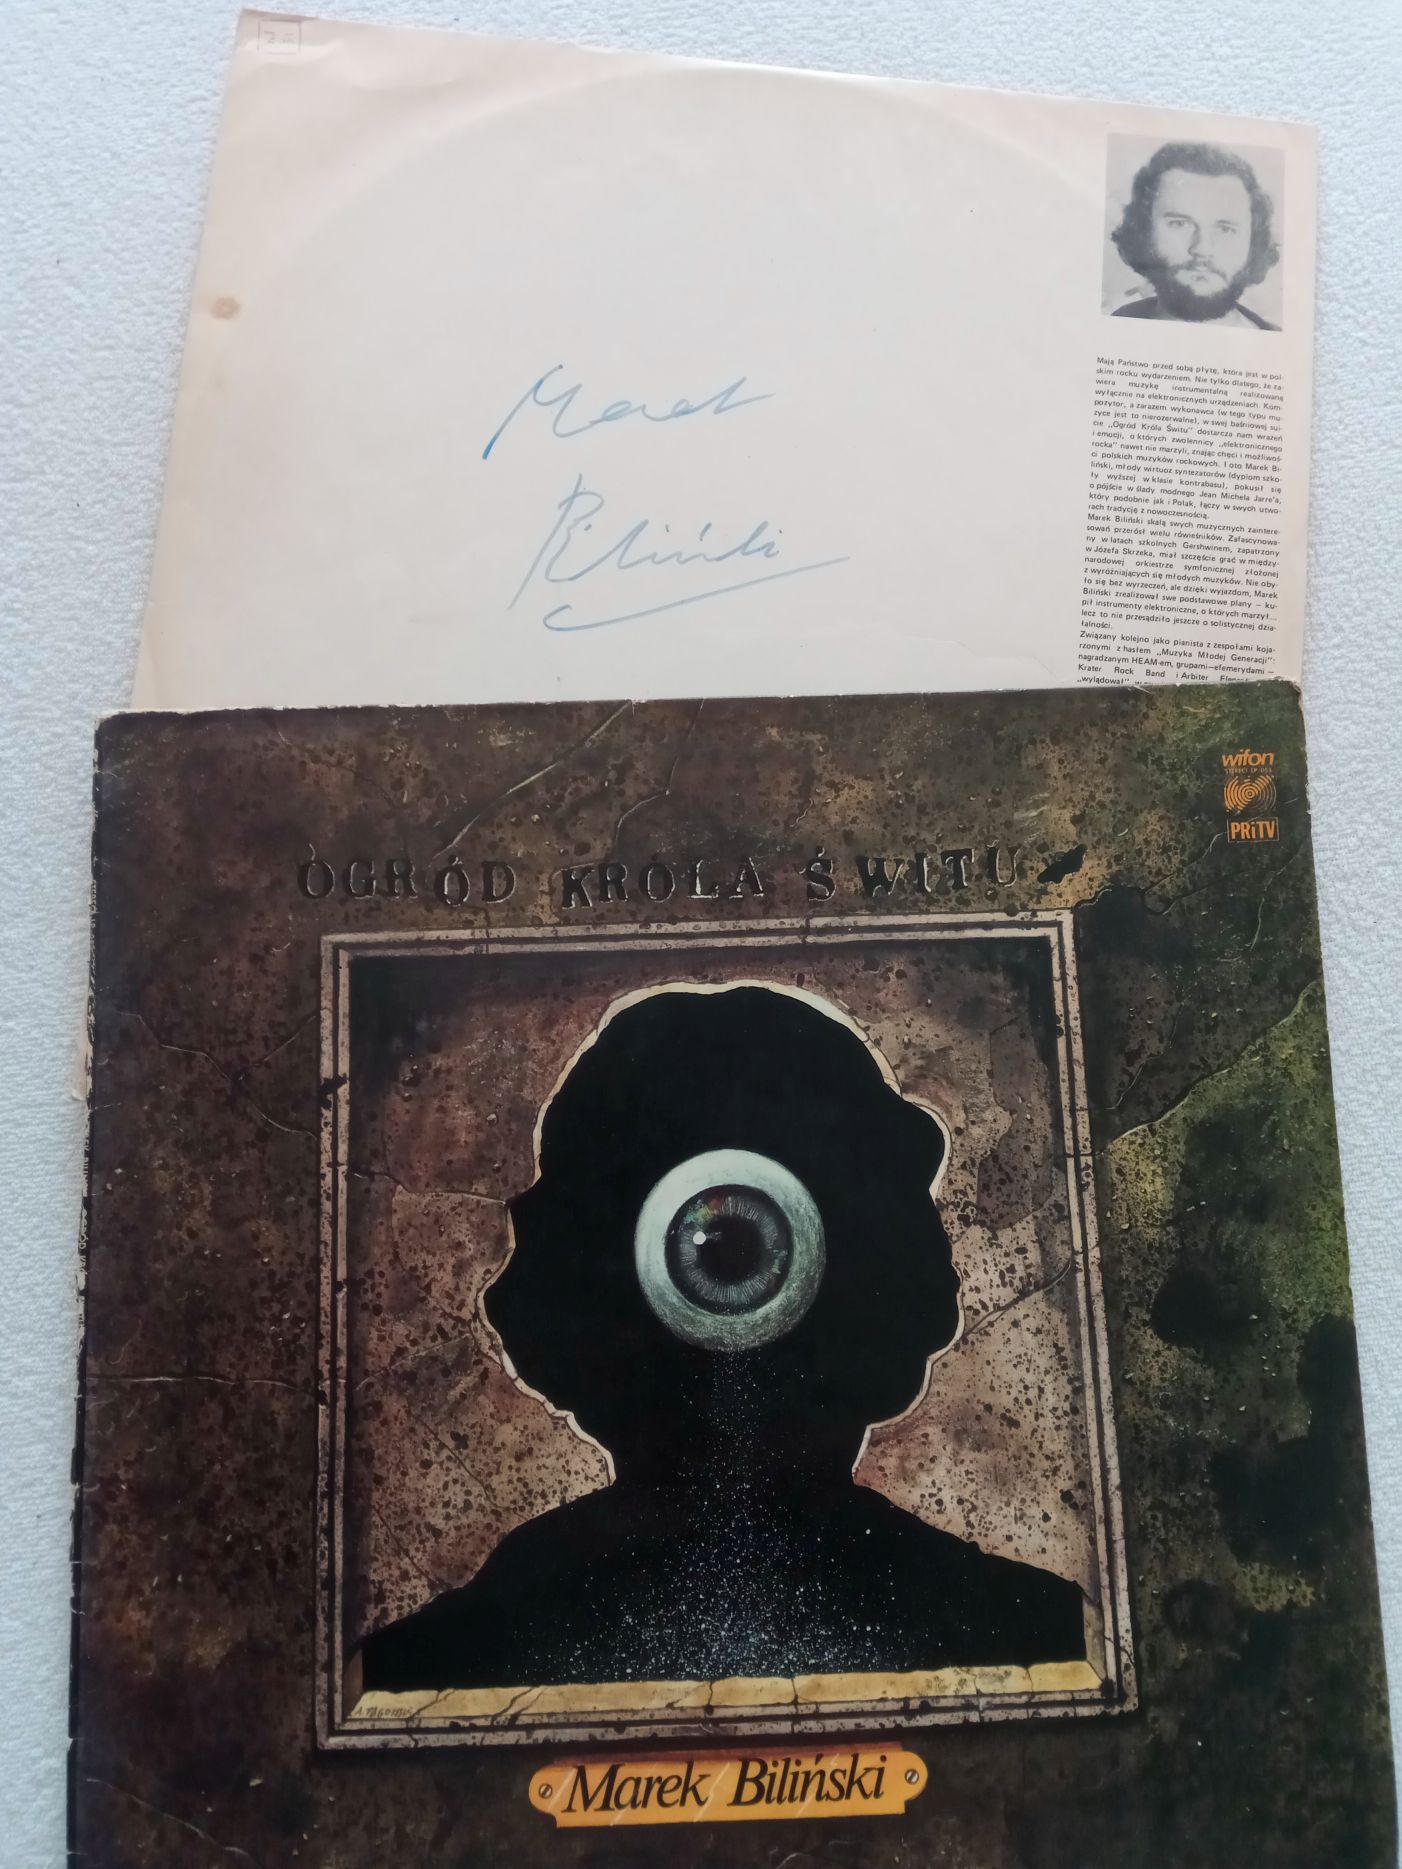 Marek
Biliński
Mają Państwo przed sobą płytę, która jest w pol-
skim rocku wydarzeniem. Nie tylko dlatego, że za-
wiera muzykę instrumentalną realizowaną
wyłącznie na elektronicznych urządzeniach. Kom-
pozytor, a zarazem wykonawca (w tego typu mu-
zyce jest to nierozerwalne), w swej baśniowej sui-
cie „Ogród Króla Świtu" dostarcza nam wrażeń
i emocji, o których zwolennicy „elektronicznego
rocka" nawet nie marzyli, znając chęci i możliwoś-
ci polskich muzyków rockowych. I oto Marek Bi-
liński, młody wirtuoz syntezatorów (dyplom szko-
ły wyższej w klasie kontrabasu), pokusił się
o pójście w ślady modnego Jean Michela Jarre'a,
który podobnie jak i Polak, łączy w swych utwo-
rach tradycję z nowoczesnością.
Marek Biliński skalą swych muzycznych zaintere-
sowań przerósł wielu rówieśników. Zafascynowa-
ny w latach szkolnych Gershwinem, zapatrzony
w Józefa Skrzeka, miał szczęście grać w między-
narodowej orkiestrze symfonicznej złożonej
z wyróżniających się młodych muzyków. Nie oby-
ło się bez wyrzeczeń, ale dzięki wyjazdom, Marek
Biliński zrealizował swe podstawowe plany — ku-
pił instrumenty elektroniczne, o których marzył...
lecz to nie przesądziło jeszcze o solistycznej dzia-
łalności.
Związany kolejno jako pianista z zespołami koja-
rzonymi z hasłem „Muzyka Młodej Generacji":
nagradzanym HEAM-em, grupami—efemerydami —
Krater Rock Band i Arbiter
„wylądował"
wifon
STEREO LP 053
PRiTV
OGRÓD KRÓLA ŚWITU
Marek Biliński